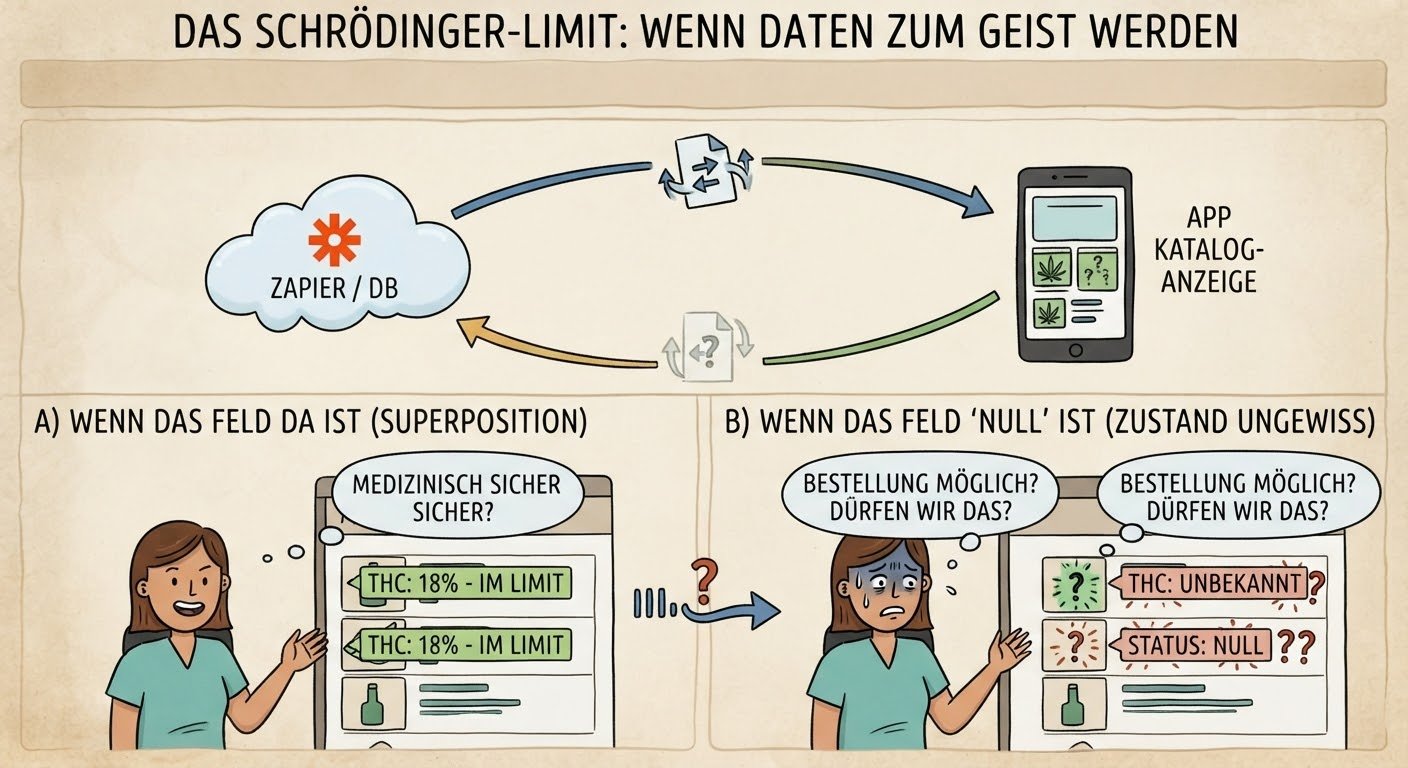 DAS SCHRÖDINGER-LIMIT: WENN DATEN ZUM GEIST WERDEN
ZAPIER / DB
?
? ? ?
APP
KATALOG-
ANZEIGE
A) WENN DAS FELD DA IST (SUPERPOSITION)
MEDIZINISCH SICHER
SICHER?
THC: 18% - IM LIMIT
THC: 18% - IM LIMIT
?
B) WENN DAS FELD ‘NULL’ IST (ZUSTAND UNGEWISS)
BESTELLUNG MÖGLICH?
DÜRFEN WIR DAS?
BESTELLUNG MÖGLICH?
DÜRFEN WIR DAS?
? THC: UNBEKANNT ?
? STATUS: NULL ??